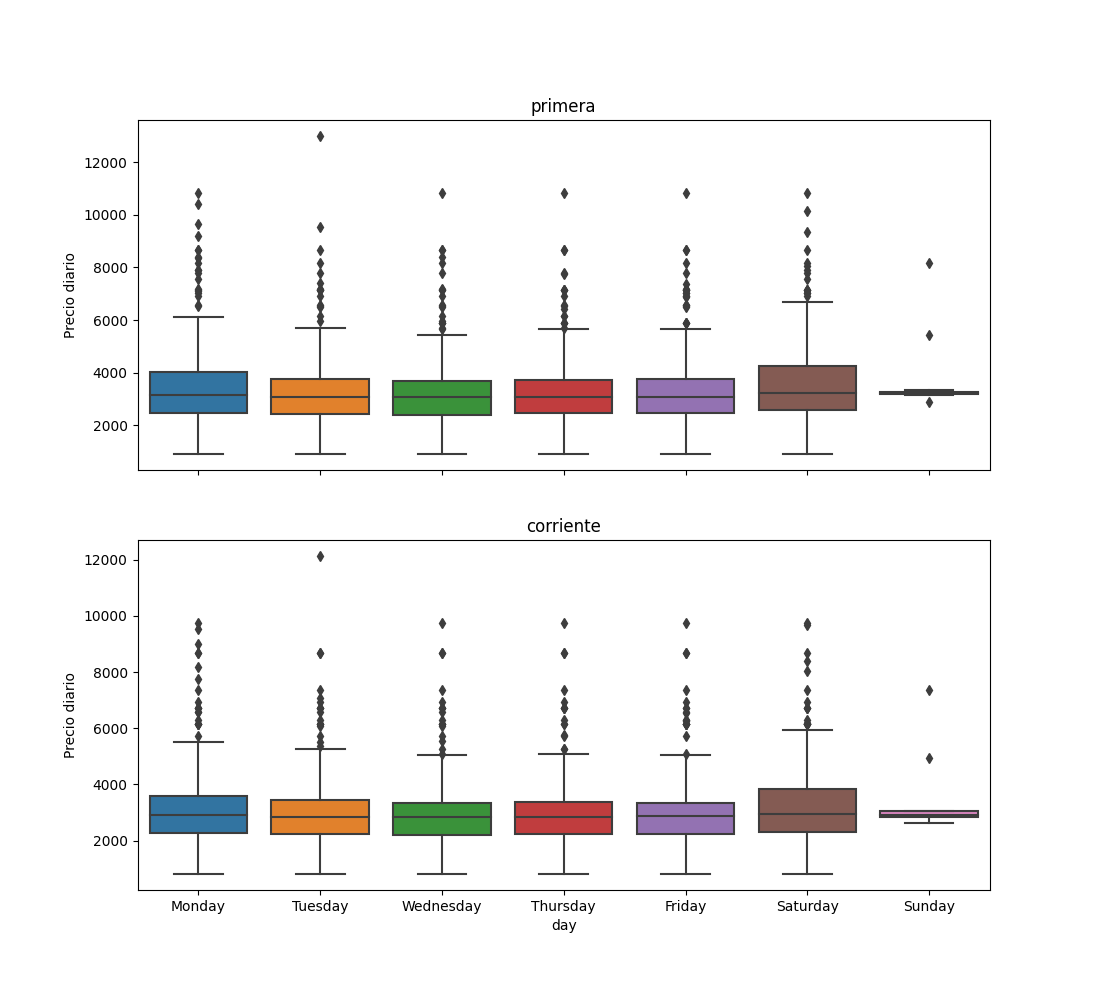 primera
Precio diario
12000
10000
8000
6000
4000
2000
corriente
Precio diario
12000
10000
8000
6000
4000
2000
Monday Tuesday Wednesday Thursday Friday Saturday Sunday
day